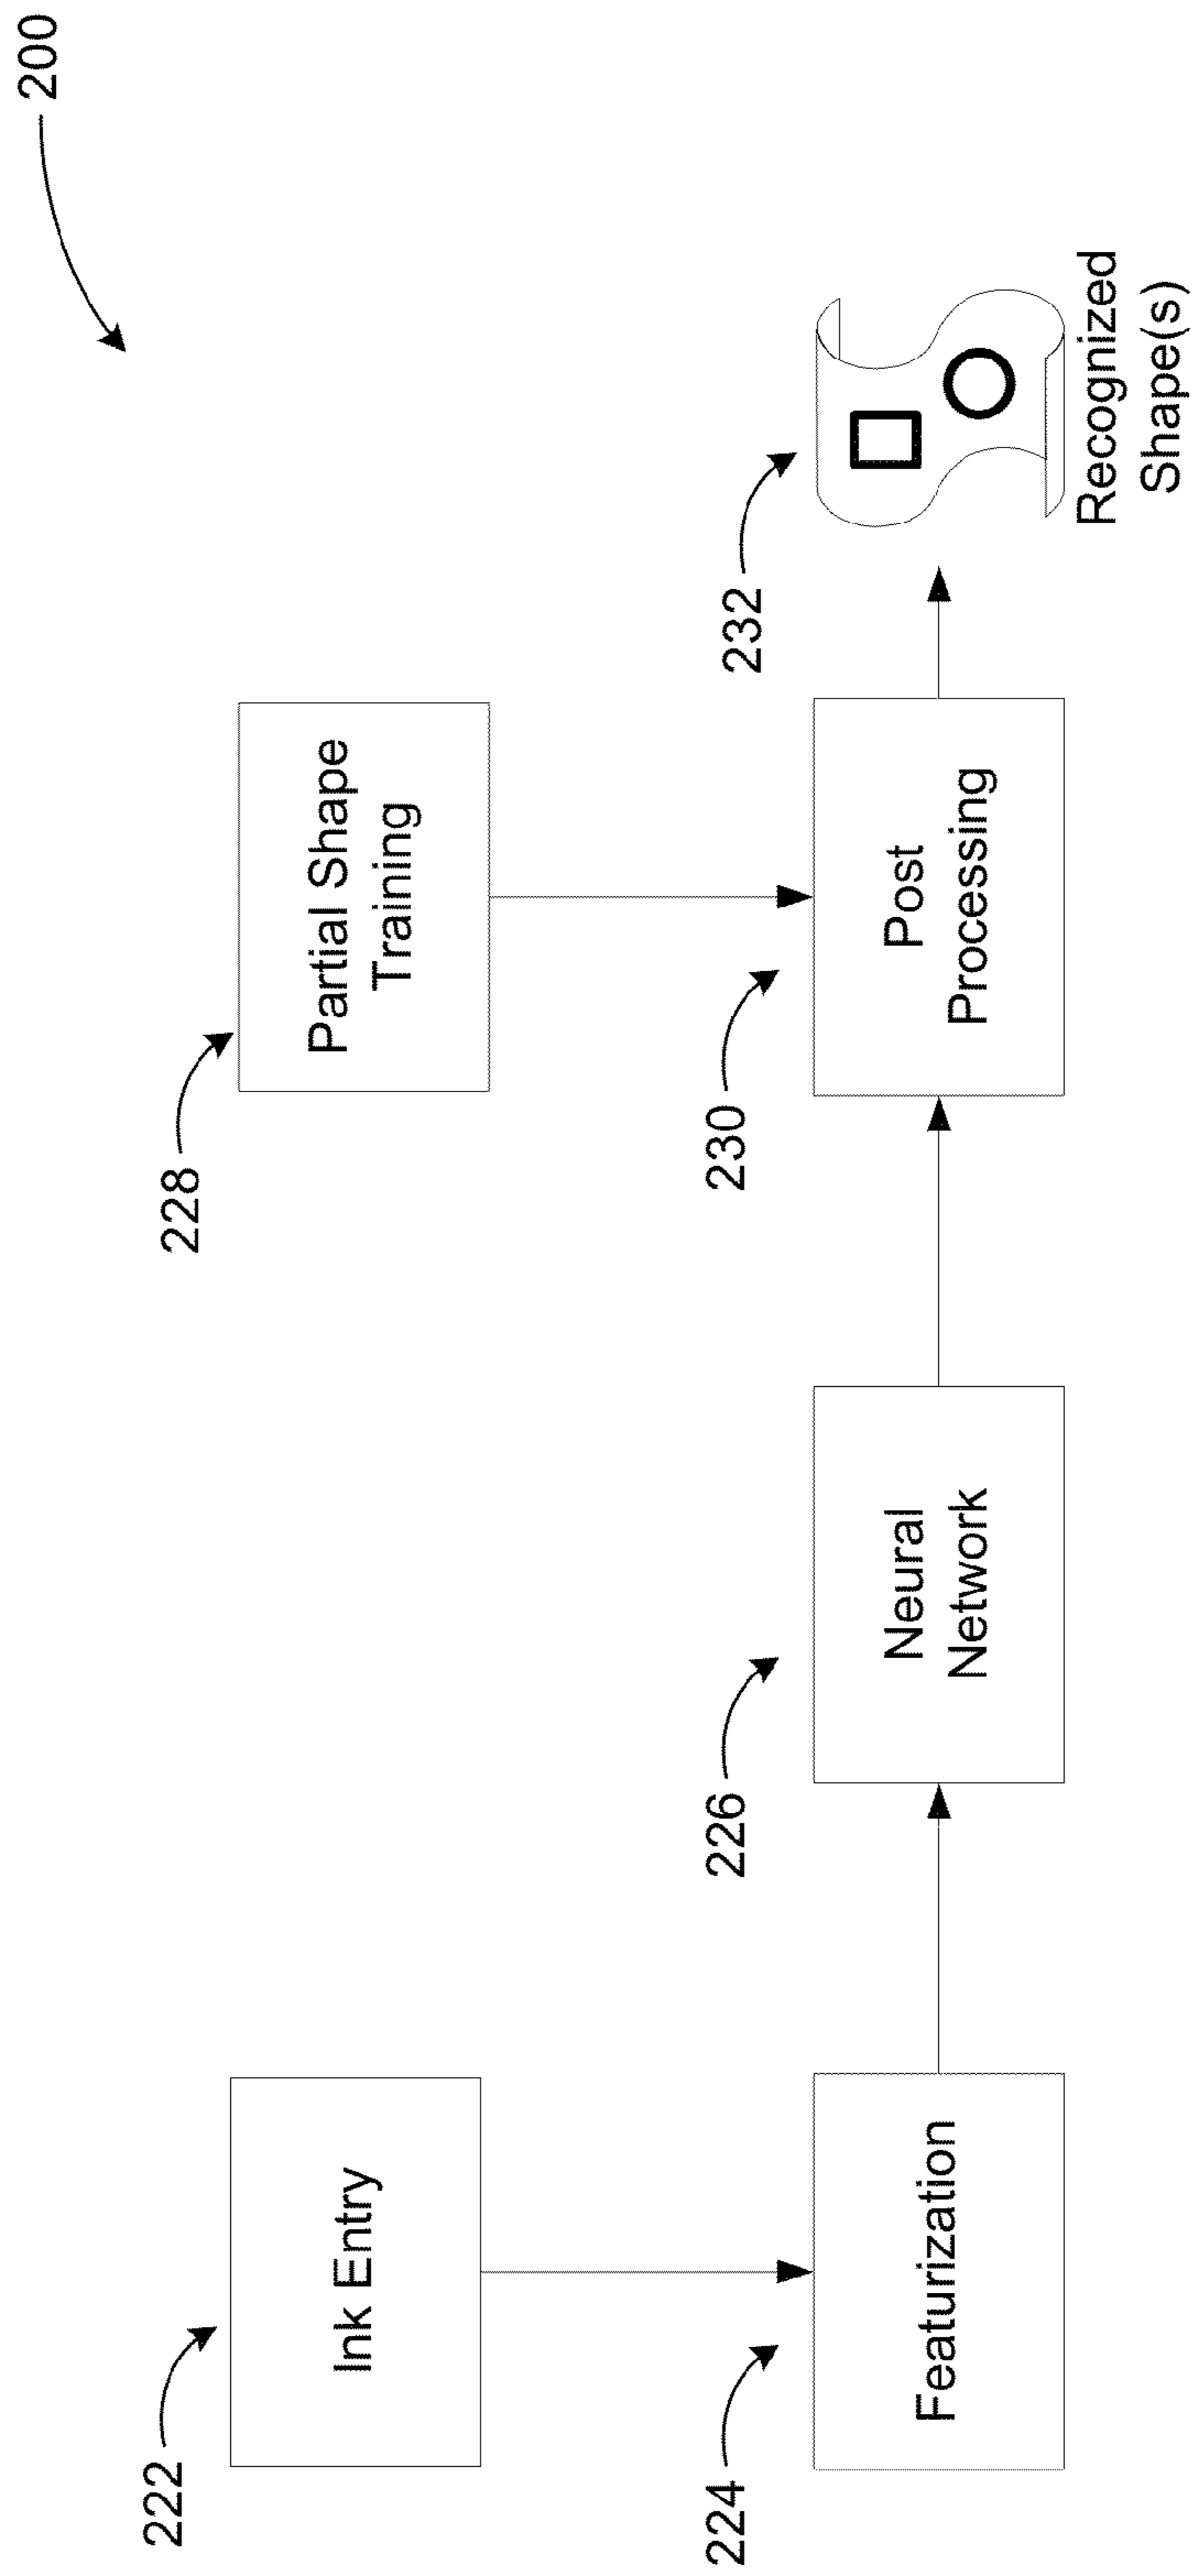 200
222
Ink Entry
228
Partial Shape
Training
224
Featurization
226
Neural
Network
230
Post
Processing
232
Recognized
Shape(s)